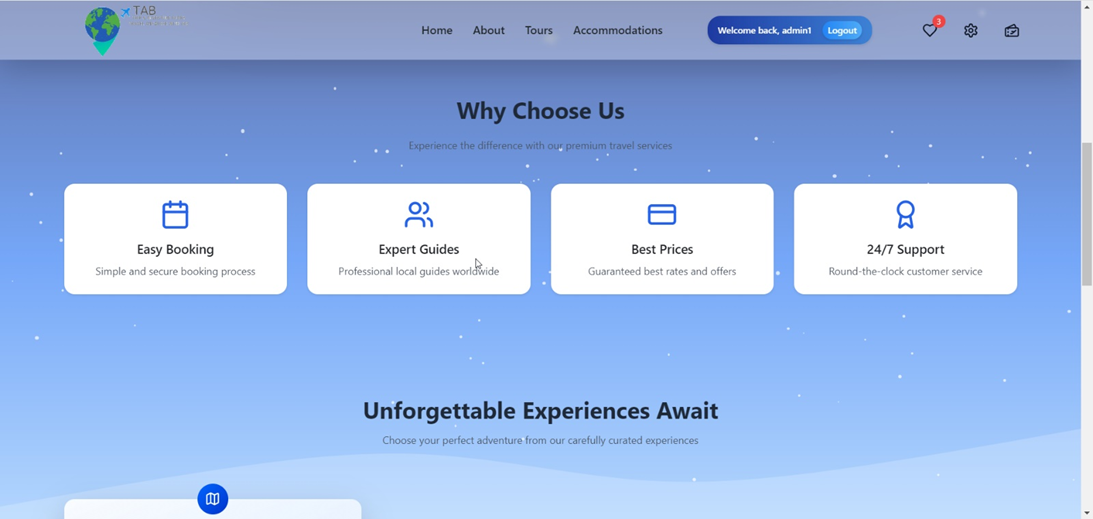 TAB
Home About Tours Accommodations Welcome back, admin1 Logout 3
Why Choose Us
Experience the difference with our premium travel services
Easy Booking
Simple and secure booking process
Expert Guides
Professional local guides worldwide
Best Prices
Guaranteed best rates and offers
24/7 Support
Round-the-clock customer service
Unforgettable Experiences Await
Choose your perfect adventure from our carefully curated experiences